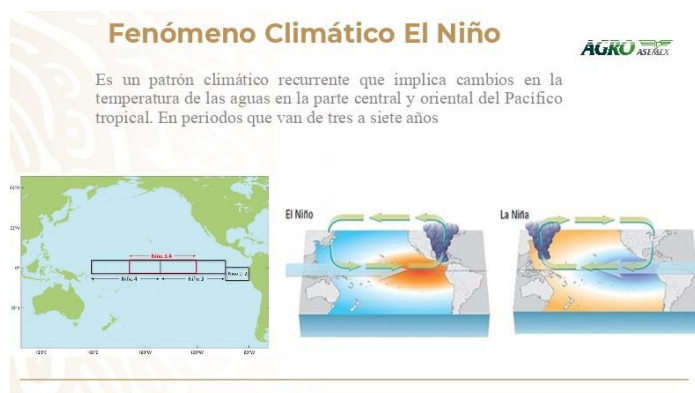 Fenómeno Climático El Niño
AGRO ASEMEX
Es un patrón climático recurrente que implica cambios en la
temperatura de las aguas en la parte central y oriental del Pacífico
tropical. En períodos que van de tres a siete años
El Niño
La Niña
Niño 3.4
Niño 4
Niño 3